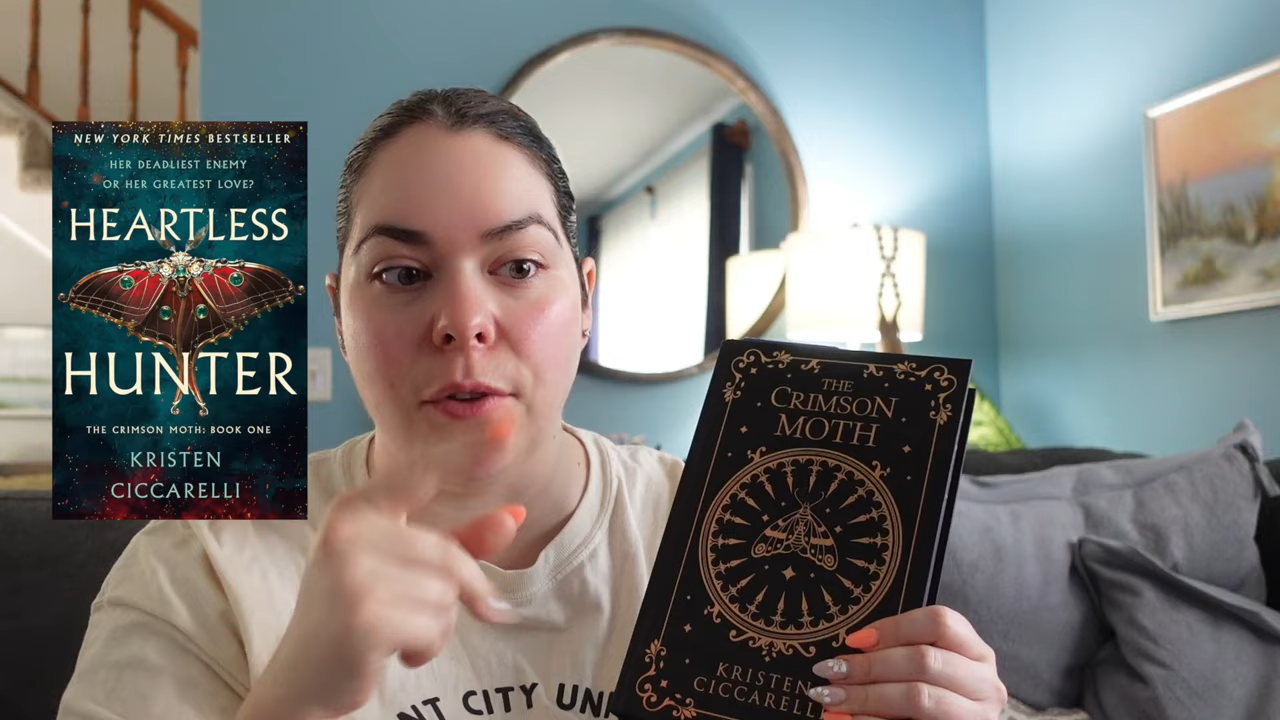 NEW YORK TIMES BESTSELLER
HER DEADLIEST ENEMY
OR HER GREATEST LOVE?
HEARTLESS
HUNTER
THE CRIMSON MOTH: BOOK ONE
KRISTEN
CICCARELLI
THE
CRIMSON
MOTH
KRISTEN
CICCARELLI
CITY